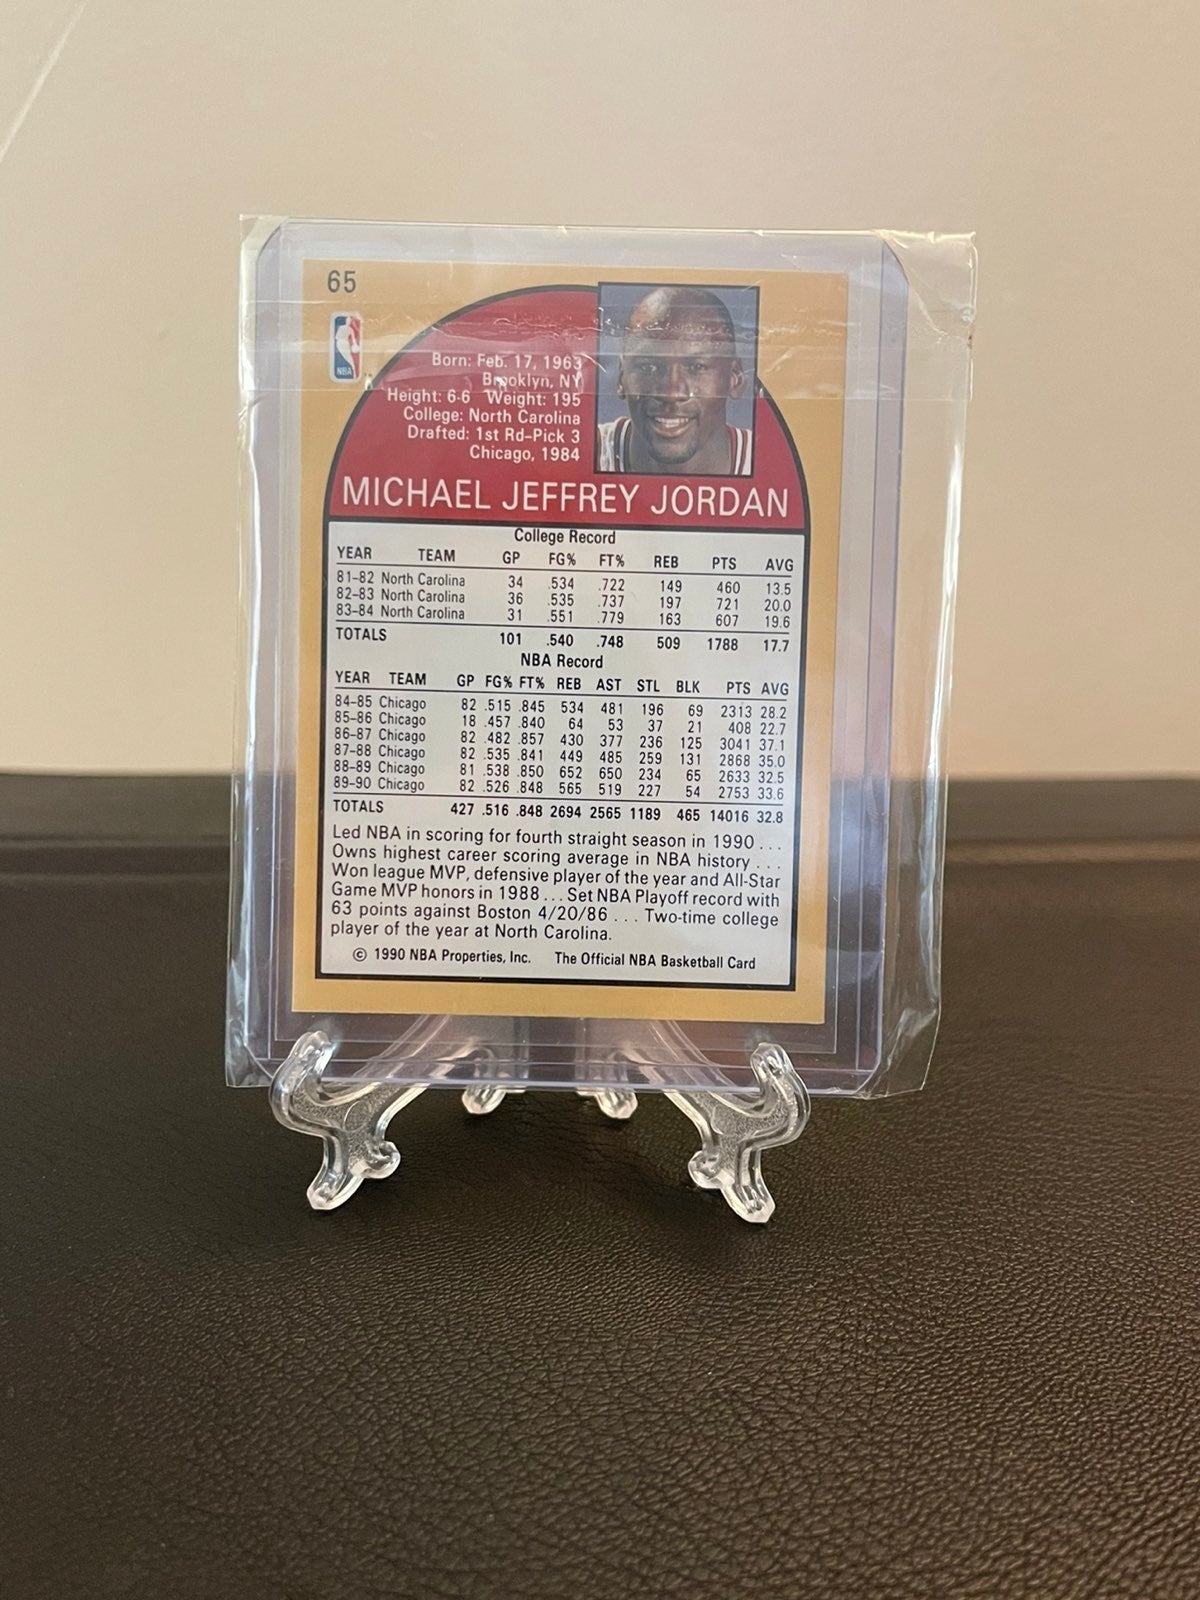 65
NBA
Born: Feb. 17, 1963
Brooklyn, NY
Height: 6-6 Weight: 195
College: North Carolina
Drafted: 1st Rd-Pick 3
Chicago, 1984
MICHAEL JEFFREY JORDAN
College Record
YEAR TEAM GP FG% FT% REB PTS AVG
81-82 North Carolina 34 .534 .722 149 460 13.5
82-83 North Carolina 36 .535 .737 197 721 20.0
83-84 North Carolina 31 .551 .779 163 607 19.6
TOTALS 101 .540 .748 509 1788 17.7
NBA Record
YEAR TEAM GP FG% FT% REB AST STL BLK PTS AVG
84-85 Chicago 82 .515 .845 534 481 196 69 2313 28.2
85-86 Chicago 18 .457 .840 64 53 37 21 408 22.7
86-87 Chicago 82 .482 .857 430 377 236 125 3041 37.1
87-88 Chicago 82 .535 .841 449 485 259 131 2868 35.0
88-89 Chicago 81 .538 .850 652 650 234 65 2633 32.5
89-90 Chicago 82 .526 .848 565 519 227 54 2753 33.6
TOTALS 427 .516 .848 2694 2565 1189 465 14016 32.8
Led NBA in scoring for fourth straight season in 1990 ...
Owns highest career scoring average in NBA history ...
Won league MVP, defensive player of the year and All-Star
Game MVP honors in 1988 ... Set NBA Playoff record with
63 points against Boston 4/20/86 ... Two-time college
player of the year at North Carolina.
© 1990 NBA Properties, Inc. The Official NBA Basketball Card